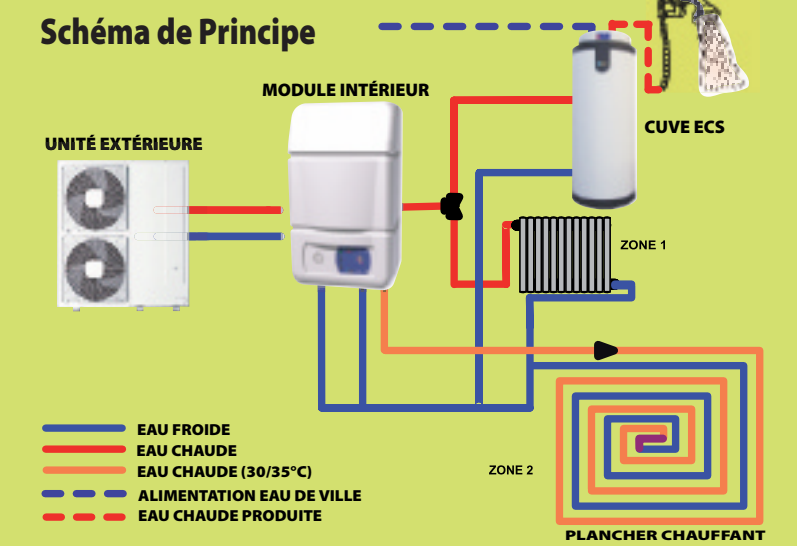 Schéma de Principe
MODULE INTÉRIEUR
UNITÉ EXTÉRIEURE
CUVE ECS
ZONE 1
EAU FROIDE
EAU CHAUDE
EAU CHAUDE (30/35°C)
ZONE 2
ALIMENTATION EAU DE VILLE
EAU CHAUDE PRODUITE
PLANCHER CHAUFFANT